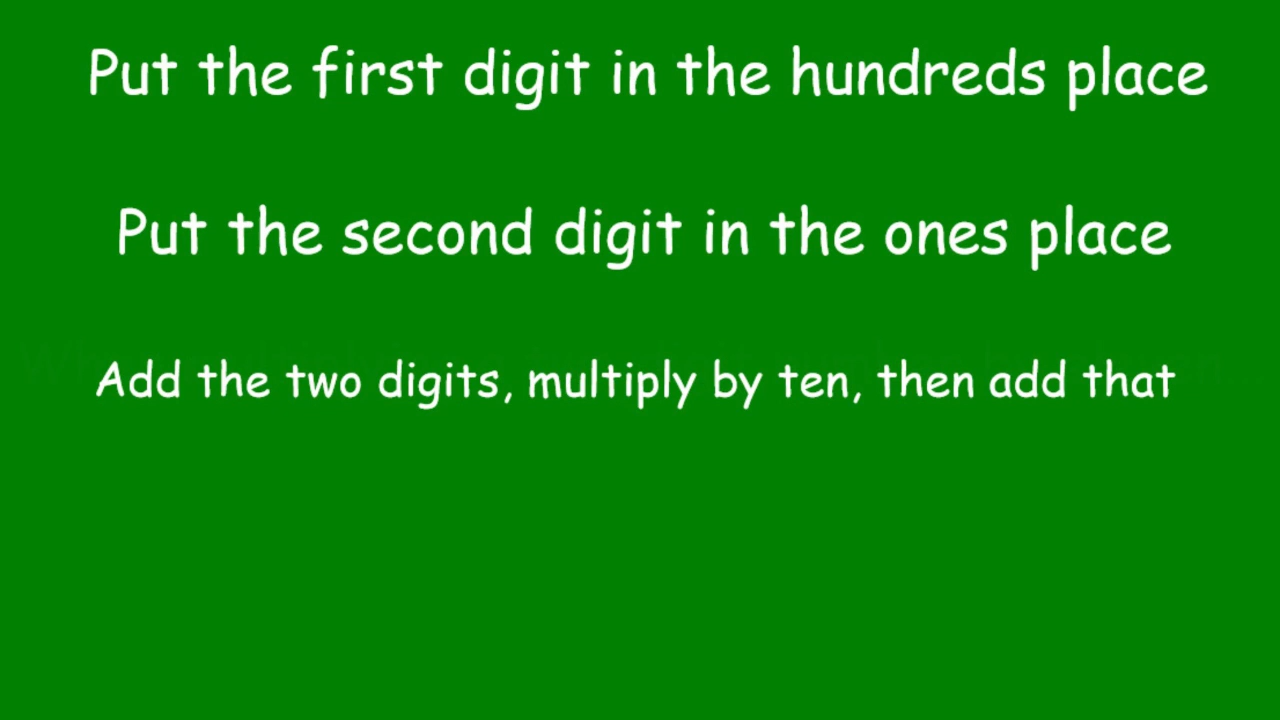 Put the first digit in the hundreds place
Put the second digit in the ones place
Add the two digits, multiply by ten, then add that